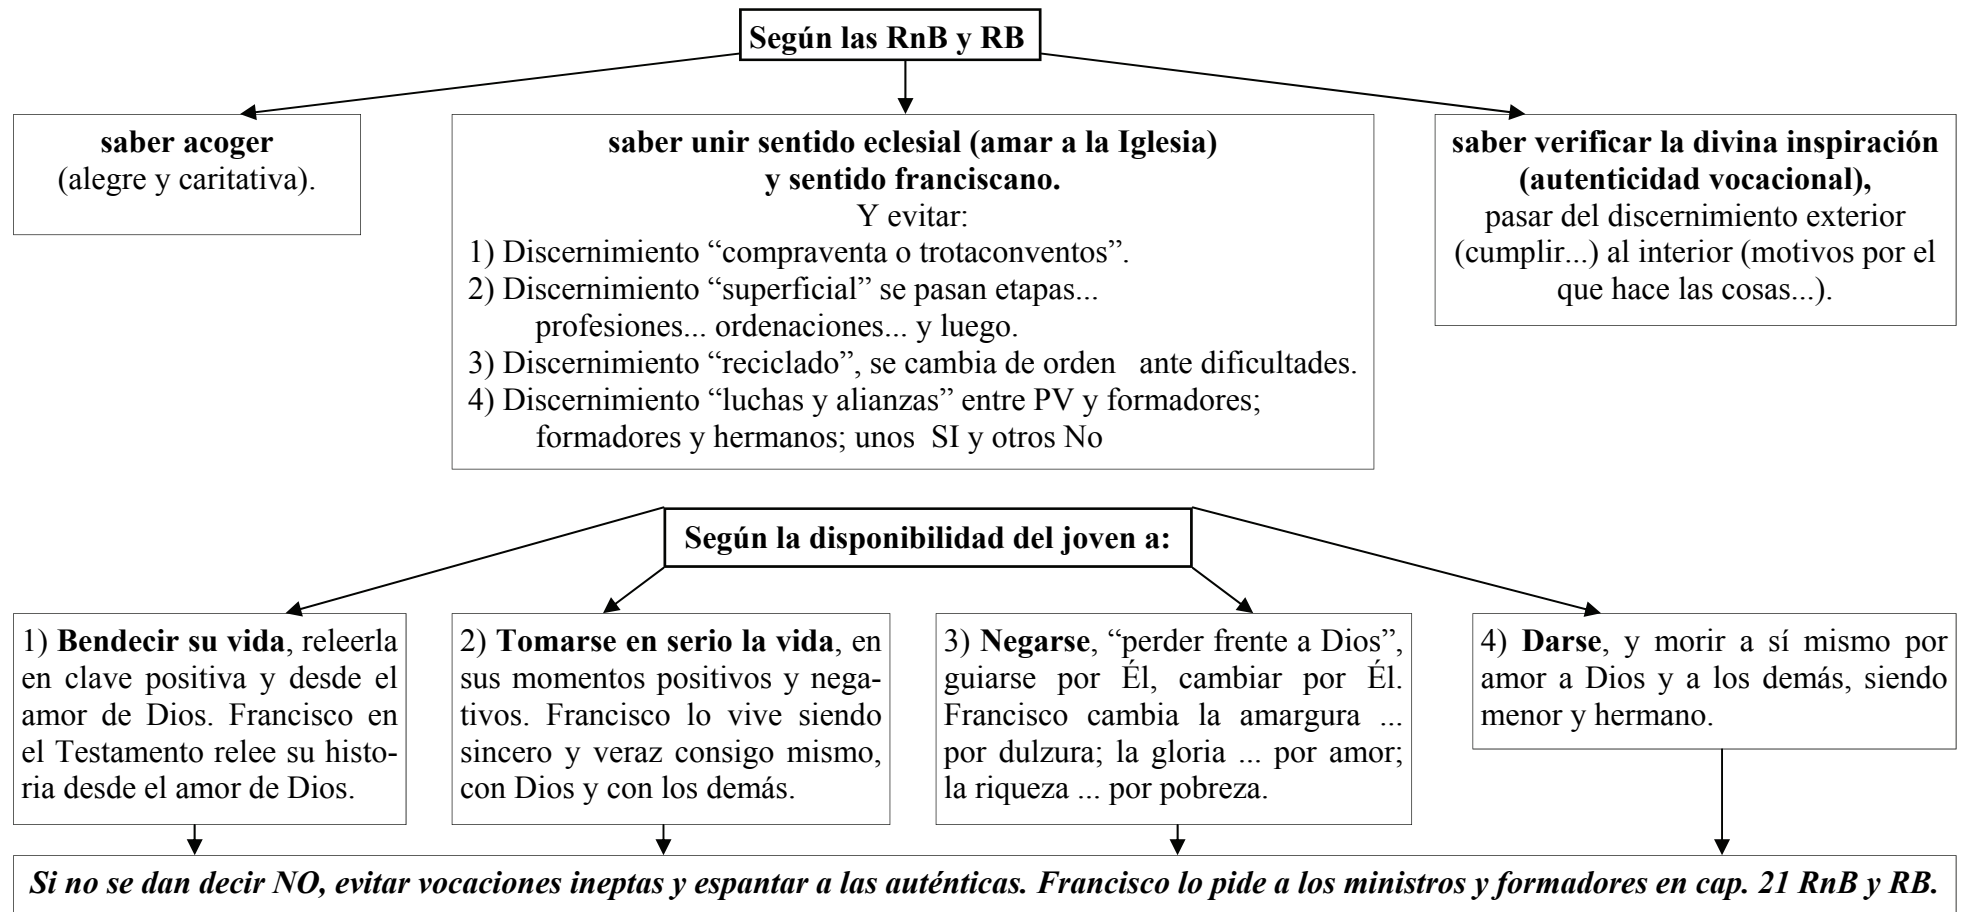 Según las RnB y RB
saber acoger
(alegre y caritativa).
saber unir sentido eclesial (amar a la Iglesia)
y sentido franciscano.
Y evitar:
1) Discernimiento “compraventa o trotaconventos”.
2) Discernimiento “superficial” se pasan etapas...
profesiones... ordenaciones... y luego.
3) Discernimiento “reciclado”, se cambia de orden ante dificultades.
4) Discernimiento “luchas y alianzas” entre PV y formadores;
formadores y hermanos; unos SI y otros No
saber verificar la divina inspiración
(autenticidad vocacional),
pasar del discernimiento exterior
(cumplir...) al interior (motivos por el
que hace las cosas...).
Según la disponibilidad del joven a:
1) Bendecir su vida, releerla
en clave positiva y desde el
amor de Dios. Francisco en
el Testamento relee su histo-
ria desde el amor de Dios.
2) Tomarse en serio la vida, en
sus momentos positivos y nega-
tivos. Francisco lo vive siendo
sincero y veraz consigo mismo,
con Dios y con los demás.
3) Negarse, “perder frente a Dios”,
guiarse por Él, cambiar por Él.
Francisco cambia la amargura ...
por dulzura; la gloria ... por amor;
la riqueza ... por pobreza.
4) Darse, y morir a sí mismo por
amor a Dios y a los demás, siendo
menor y hermano.
Si no se dan decir NO, evitar vocaciones ineptas y espantar a las auténticas. Francisco lo pide a los ministros y formadores en cap. 21 RnB y RB.